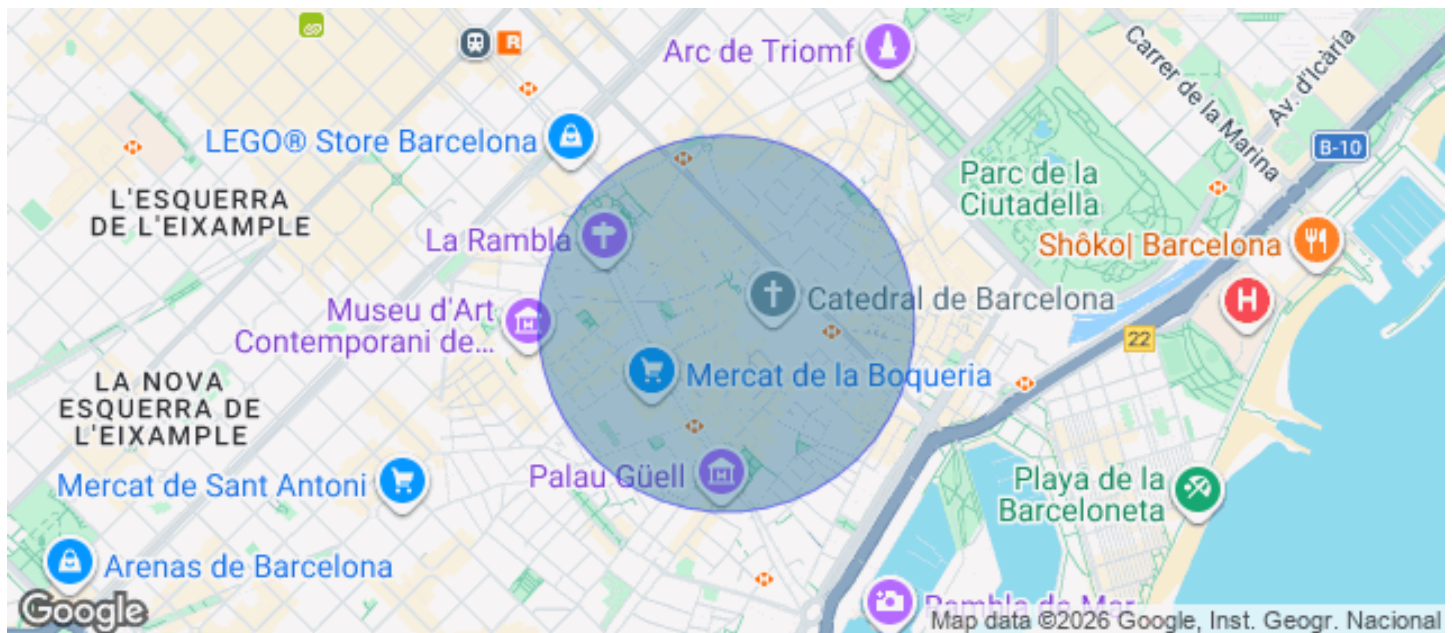 Arc de Triomf
Carrer de la Marina
Av. d'Icària
R
B-10
LEGO® Store Barcelona
L'ESQUERRA
DE L'EIXAMPLE
Parc de la
Ciutadella
La Rambla
Shôko| Barcelona
H
Museu d'Art
Contemporani de...
Catedral de Barcelona
22
LA NOVA
ESQUERRA DE
L'EIXAMPLE
Mercat de la Boqueria
Mercat de Sant Antoni
Palau Güell
Playa de la
Barceloneta
Arenas de Barcelona
Google
Rambla de Mar
Map data ©2026 Google, Inst. Geogr. Nacional